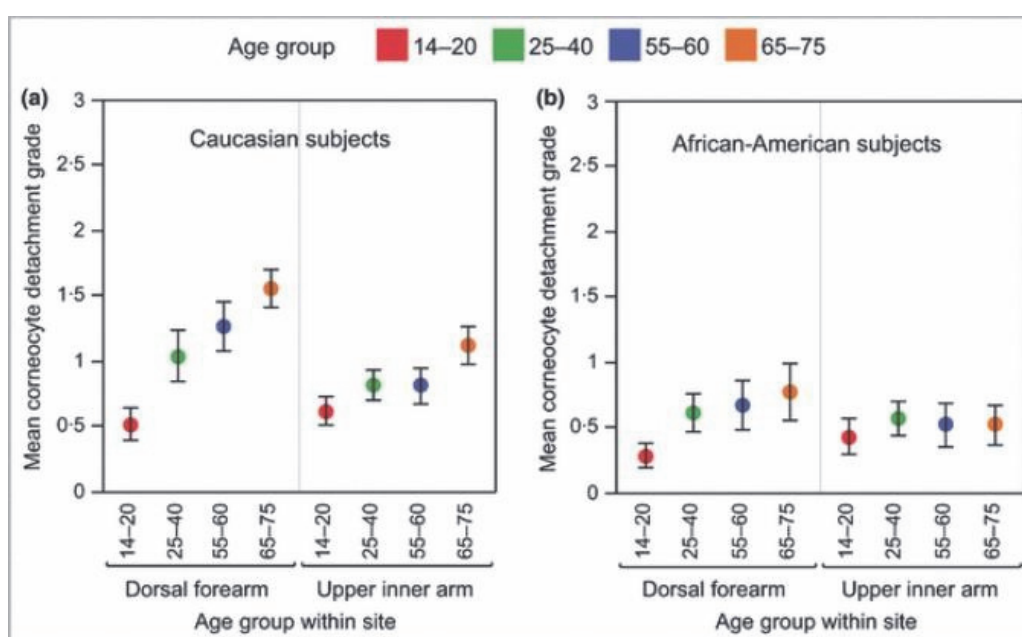 Age group 14–20 25–40 55–60 65–75
(a)
Mean corneocyte detachment grade
3
2·5
2
1·5
1
0·5
0
Caucasian subjects
14–20 25–40 55–60 65–75 14–20 25–40 55–60 65–75
Dorsal forearm Upper inner arm
Age group within site
(b)
Mean corneocyte detachment grade
3
2·5
2
1·5
1
0·5
0
African-American subjects
14–20 25–40 55–60 65–75 14–20 25–40 55–60 65–75
Dorsal forearm Upper inner arm
Age group within site